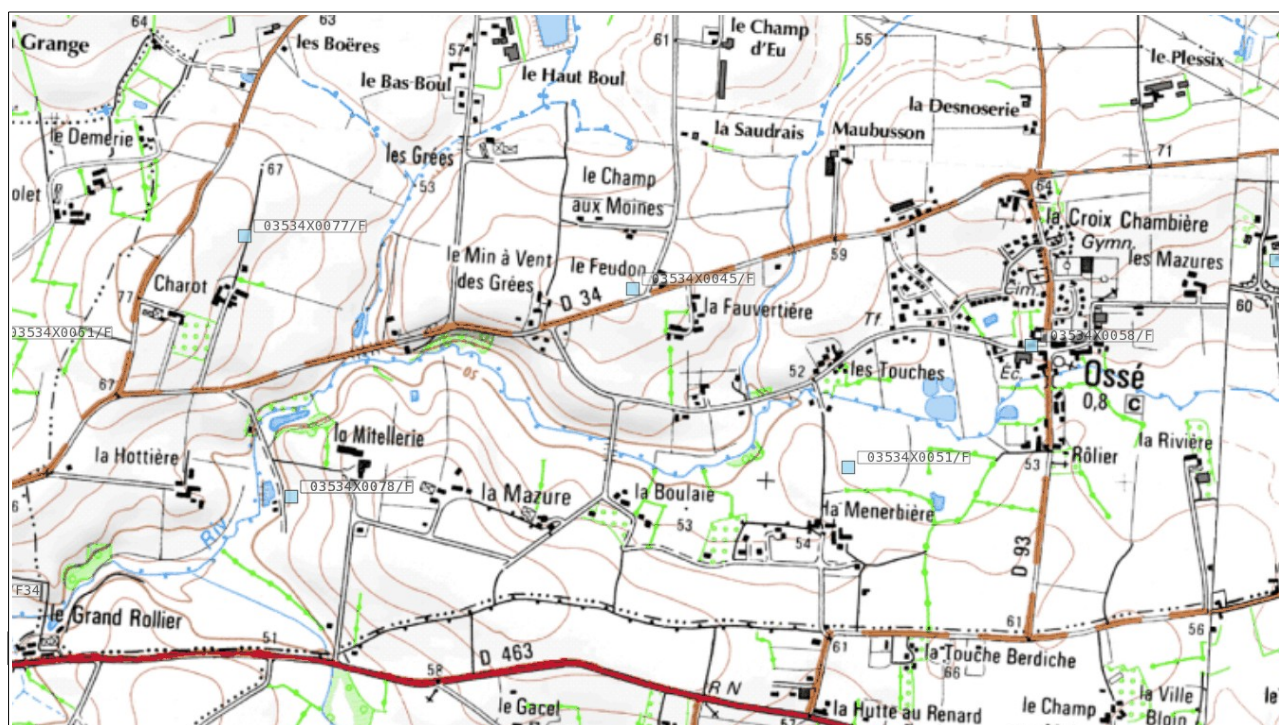 64
63
Grange
les Boëres
57
le Bas Boul
le Haut Boul
61
le Champ
d'Eu
55
le Plessix
la Desnoserie
le Demerie
la Saudrais
Maubusson
les Grées
53
67
71
olet
le Champ
aux Moines
64
la Croix Chambière
03534X0077/F
Gymn.
les Mazures
59
le Min à Vent
des Grées
le Feudon
03534X0045/F
Charot
77
D 34
la Fauvertière
Cim.
60
Tf
03534X0061/F
03534X0058/F
67
52
les Touches
Éc.
Ossé
0,8
C
la Mitellerie
la Hottière
la Rivière
Rôlier
53
03534X0051/F
03534X0078/F
la Mazure
la Boulaie
53
la Menerbière
54
D 93
F34
le Grand Rollier
51
61
56
D 463
58
61
la Touche Berdiche
66
R N
le Gacel
la Hutte au Renard
le Champ
la Ville